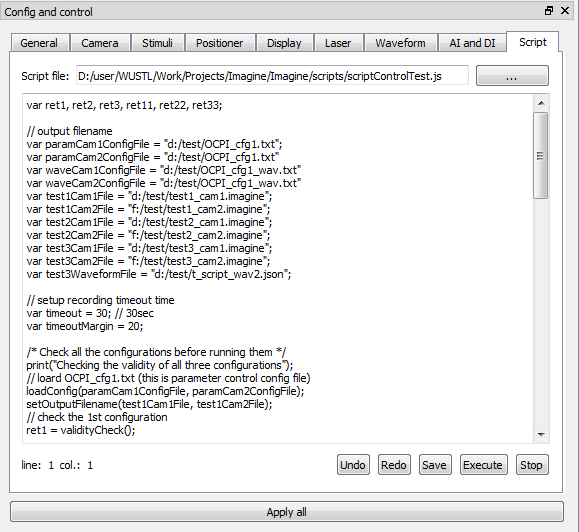 Config and control
General Camera Stimuli Positioner Display Laser Waveform AI and DI Script
Script file: D:/user/WUSTL/Work/Projects/Imagine/Imagine/scripts/scriptControlTest.js ...
var ret1, ret2, ret3, ret11, ret22, ret33;
// output filename
var paramCam1ConfigFile = "d:/test/OCPI_cfg1.txt";
var paramCam2ConfigFile = "d:/test/OCPI_cfg1.txt"
var waveCam1ConfigFile = "d:/test/OCPI_cfg1_wav.txt"
var waveCam2ConfigFile = "d:/test/OCPI_cfg1_wav.txt"
var test1Cam1File = "d:/test/test1_cam1.imagine";
var test1Cam2File = "f:/test/test1_cam2.imagine";
var test2Cam1File = "d:/test/test2_cam1.imagine";
var test2Cam2File = "f:/test/test2_cam2.imagine";
var test3Cam1File = "d:/test/test3_cam1.imagine";
var test3Cam2File = "f:/test/test3_cam2.imagine";
var test3WaveformFile = "d:/test/t_script_wav2.json";
// setup recording timeout time
var timeout = 30; // 30sec
var timeoutMargin = 20;
/* Check all the configurations before running them */
print("Checking the validity of all three configurations");
// loard OCPI_cfg1.txt (this is parameter control config file)
loadConfig(paramCam1ConfigFile, paramCam2ConfigFile);
setOutputFilename(test1Cam1File, test1Cam2File);
// check the 1st configuration
ret1 = validityCheck();
line: 1 col.: 1 Undo Redo Save Execute Stop
Apply all